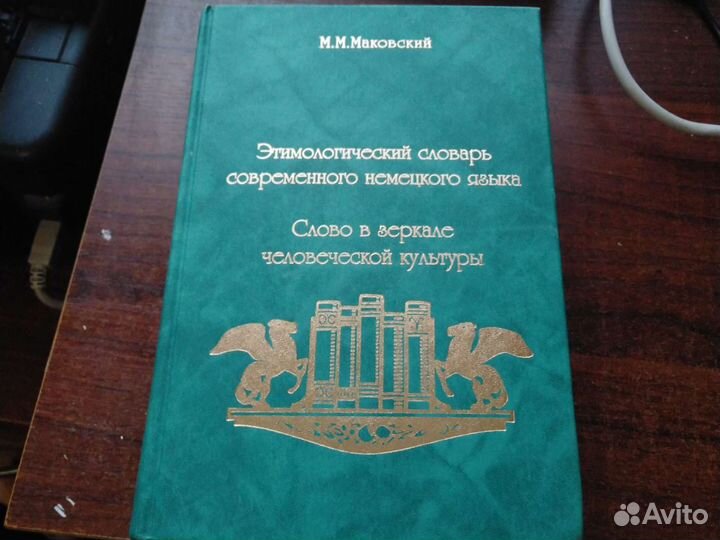 М.М.Маковский
Этимологический словарь
современного немецкого языка
Слово в зеркале
человеческой культуры
Avito